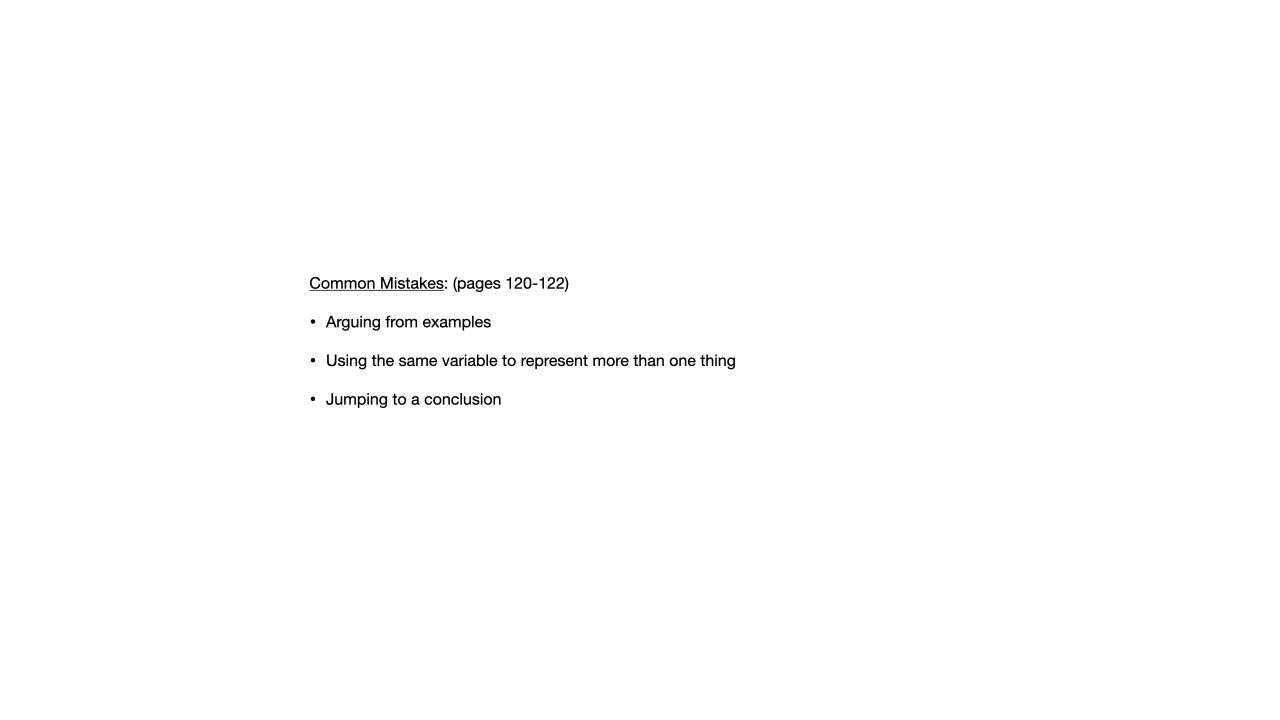 Common Mistakes: (pages 120-122)
• Arguing from examples
• Using the same variable to represent more than one thing
• Jumping to a conclusion